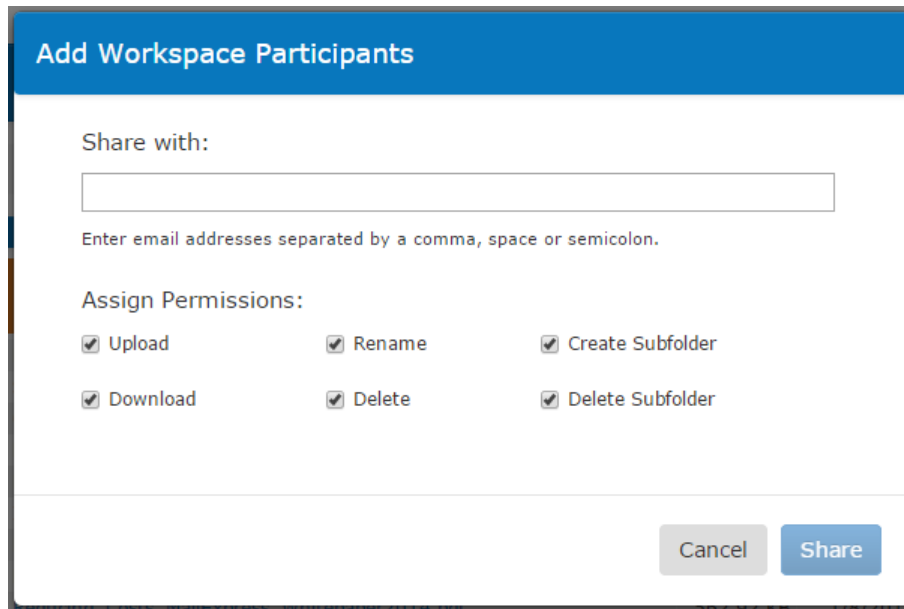 Add Workspace Participants
Share with:
Enter email addresses separated by a comma, space or semicolon.
Assign Permissions:
Upload Rename Create Subfolder
Download Delete Delete Subfolder
Cancel Share